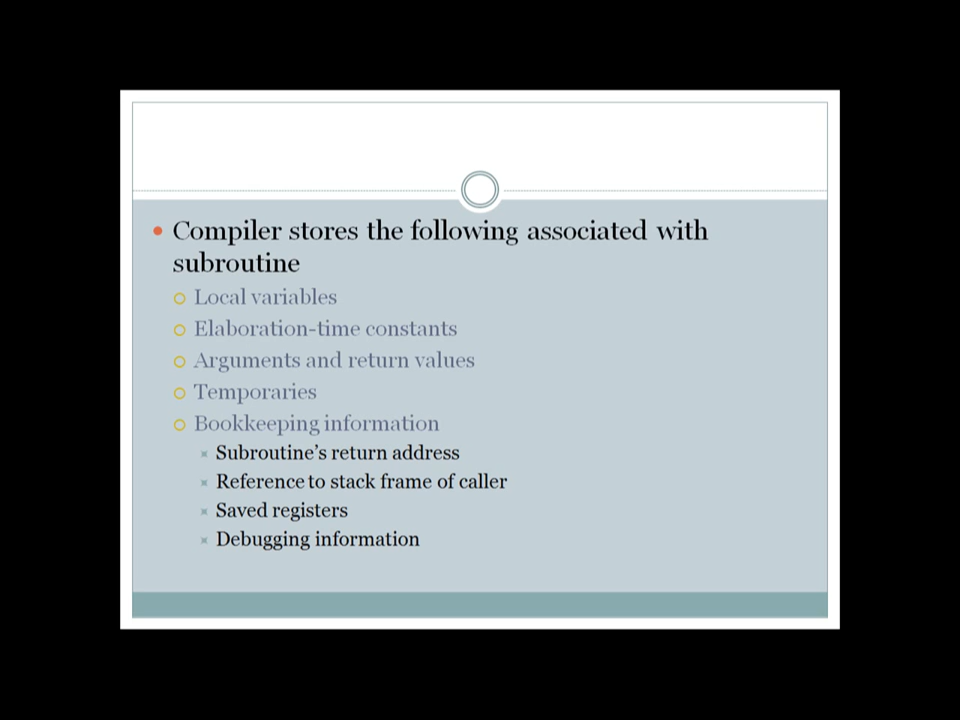 Compiler stores the following associated with
subroutine
Local variables
Elaboration-time constants
Arguments and return values
Temporaries
Bookkeeping information
Subroutine’s return address
Reference to stack frame of caller
Saved registers
Debugging information